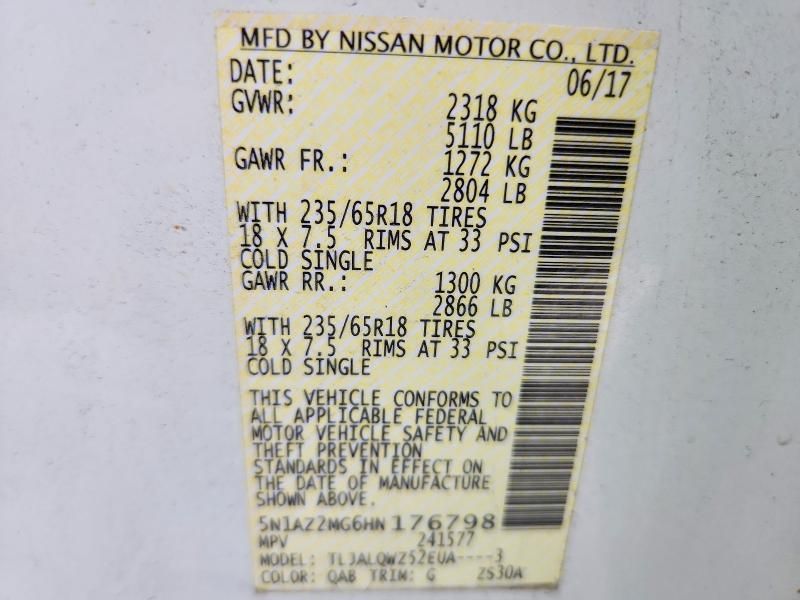 MFD BY NISSAN MOTOR CO., LTD.
DATE: 06/17
GVWR: 2318 KG
5110 LB
GAWR FR.: 1272 KG
2804 LB
WITH 235/65R18 TIRES
18 X 7.5 RIMS AT 33 PSI
COLD SINGLE
GAWR RR.: 1300 KG
2866 LB
WITH 235/65R18 TIRES
18 X 7.5 RIMS AT 33 PSI
COLD SINGLE
THIS VEHICLE CONFORMS TO
ALL APPLICABLE FEDERAL
MOTOR VEHICLE SAFETY AND
THEFT PREVENTION
STANDARDS IN EFFECT ON
THE DATE OF MANUFACTURE
SHOWN ABOVE.
5N1AZ2MG6HN176798
MPV 241577
MODEL: TLJALQWZ52EUA----3
COLOR: QAB TRIM: G ZS30A